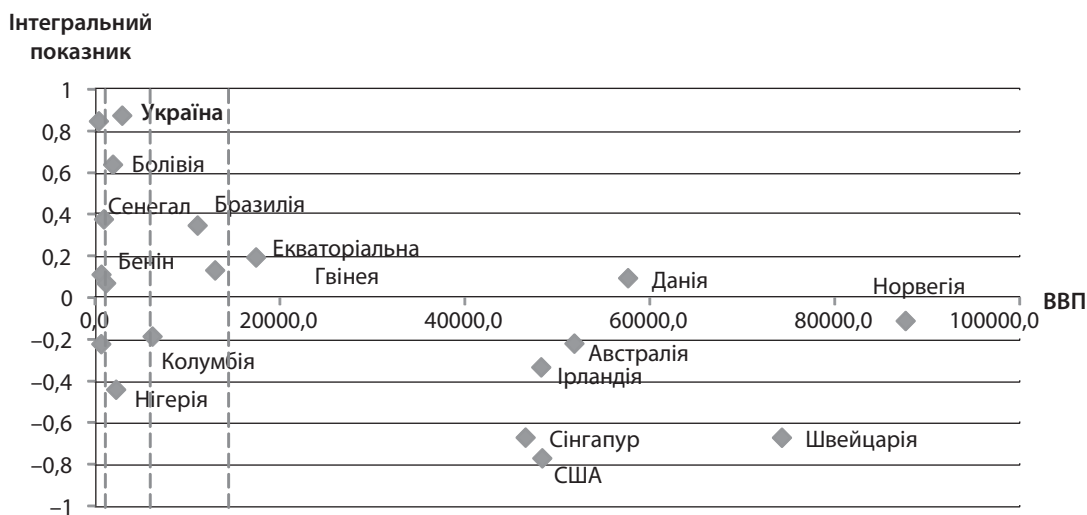 Інтегральний
показник
1
0,8
0,6
0,4
0,2
0
–0,2
–0,4
–0,6
–0,8
–1
Україна
Болівія
Сенегал
Бразилія
Бенін
Екваторіальна
Гвінея
Данія
Норвегія
ВВП
0,0 20000,0 40000,0 60000,0 80000,0 100000,0
Колумбія
Австралія
Ірландія
Нігерія
Сінгапур
Швейцарія
США